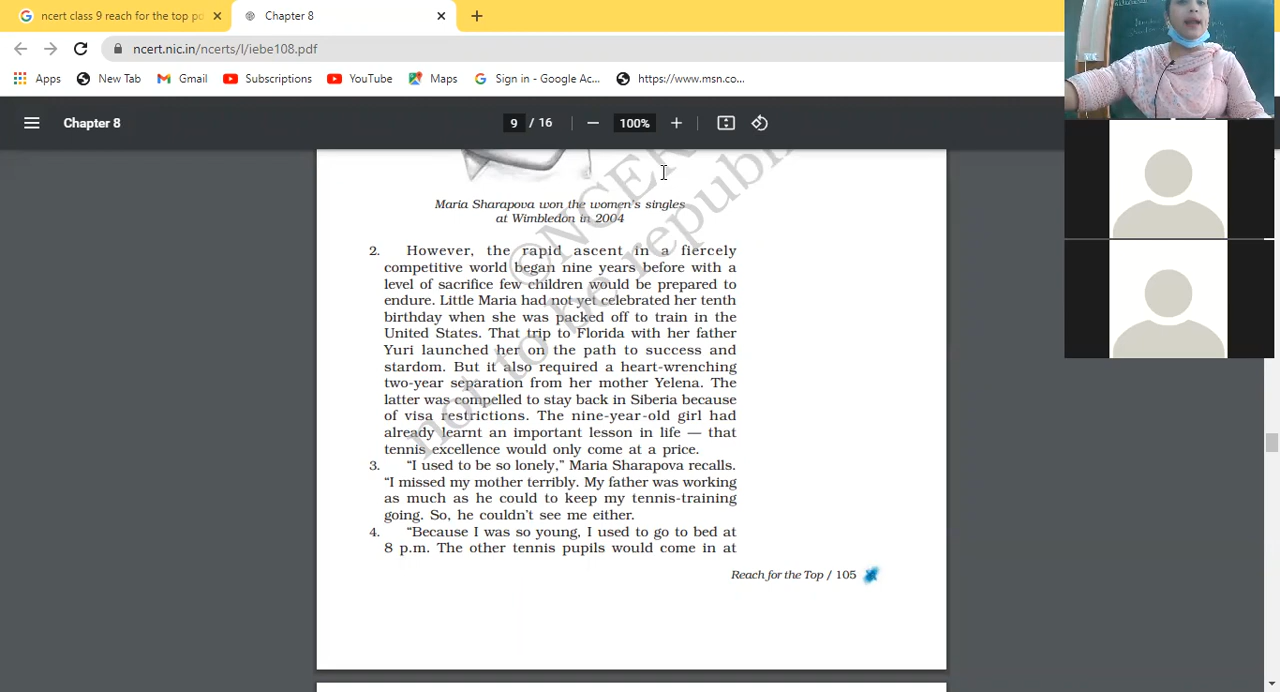 ncert class 9 reach for the top po
Chapter 8
ncert.nic.in/ncerts/l/iebe108.pdf
Apps
New Tab
Gmail
Subscriptions
YouTube
Maps
Sign in - Google Ac...
https://www.msn.co...
Chapter 8
9 / 16
100%
©NCERT
not to be republi
Maria Sharapova won the women's singles
at Wimbledon in 2004
2. However, the rapid ascent in a fiercely
competitive world began nine years before with a
level of sacrifice few children would be prepared to
endure. Little Maria had not yet celebrated her tenth
birthday when she was packed off to train in the
United States. That trip to Florida with her father
Yuri launched her on the path to success and
stardom. But it also required a heart-wrenching
two-year separation from her mother Yelena. The
latter was compelled to stay back in Siberia because
of visa restrictions. The nine-year-old girl had
already learnt an important lesson in life — that
tennis excellence would only come at a price.
3. “I used to be so lonely,” Maria Sharapova recalls.
“I missed my mother terribly. My father was working
as much as he could to keep my tennis-training
going. So, he couldn't see me either.
4. “Because I was so young, I used to go to bed at
8 p.m. The other tennis pupils would come in at
Reach for the Top / 105